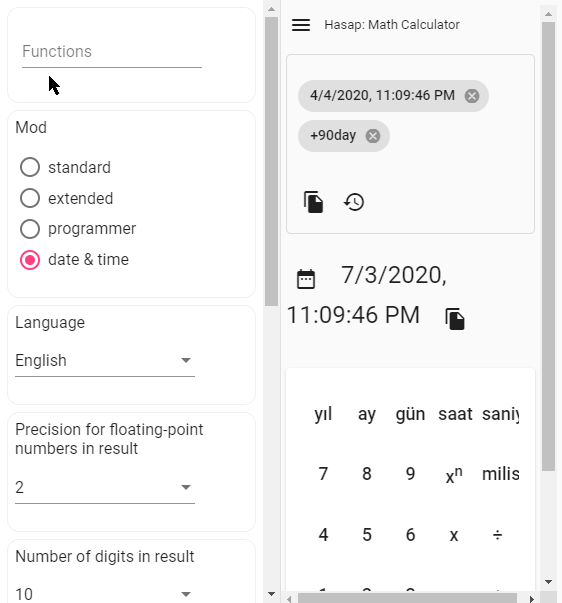 Functions
Mod
standard
extended
programmer
date & time
Language
English
Precision for floating-point
numbers in result
2
Number of digits in result
10
Hasap: Math Calculator
4/4/2020, 11:09:46 PM
+90day
7/3/2020,
11:09:46 PM
yıl ay gün saat saniy
7 8 9 xⁿ milis
4 5 6 x ÷